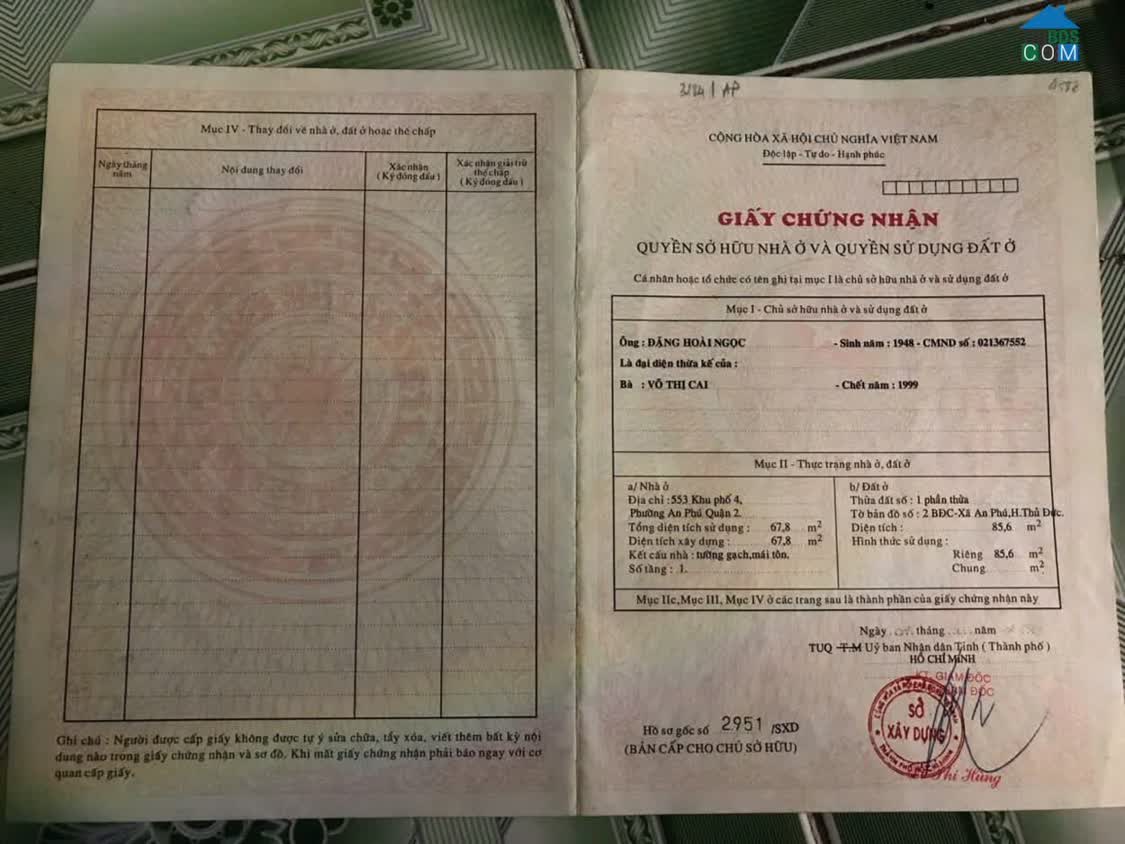 BDS
COM
3184 / AP
Mục IV - Thay đổi về nhà ở, đất ở hoặc thế chấp
Ngày tháng năm
Nội dung thay đổi
Xác nhận
( Ký đóng dấu )
Xác nhận giải trừ
thế chấp
( Ký đóng dấu )
Ghi chú : Người được cấp giấy không được tự ý sửa chữa, tẩy xóa, viết thêm bất kỳ nội
dung nào trong giấy chứng nhận và sơ đồ. Khi mất giấy chứng nhận phải báo ngay với cơ
quan cấp giấy.
CỘNG HÒA XÃ HỘI CHỦ NGHĨA VIỆT NAM
Độc lập - Tự do - Hạnh phúc
GIẤY CHỨNG NHẬN
QUYỀN SỞ HỮU NHÀ Ở VÀ QUYỀN SỬ DỤNG ĐẤT Ở
Cá nhân hoặc tổ chức có tên ghi tại mục I là chủ sở hữu nhà ở và sử dụng đất ở
Mục I - Chủ sở hữu nhà ở và sử dụng đất ở
Ông : ĐẶNG HOÀI NGỌC - Sinh năm : 1948 - CMND số : 021367552
Là đại diện thừa kế của :
Bà : VÕ THỊ CAI - Chết năm : 1999
Mục II - Thực trạng nhà ở, đất ở
a/ Nhà ở
Địa chỉ : 553 Khu phố 4,
Phường An Phú Quận 2.
Tổng diện tích sử dụng : 67,8 m2
Diện tích xây dựng : 67,8 m2
Kết cấu nhà : tường gạch,mái tôn.
Số tầng : 1.
b/ Đất ở
Thửa đất số : 1 phần thửa
Tờ bản đồ số : 2 BĐC-Xã An Phú,H.Thủ Đức.
Diện tích : 85,6 m2
Hình thức sử dụng :
Riêng 85,6 m2
Chung m2
Mục IIc,Mục III, Mục IV ở các trang sau là thành phần của giấy chứng nhận này
Ngày tháng năm
TUQ T.M Uỷ ban Nhân dân Tỉnh ( Thành phố )
HỒ CHÍ MINH
KT. GIÁM ĐỐC
SỞ
XÂY DỰNG
Hồ sơ gốc số 2951 /SXD
(BẢN CẤP CHO CHỦ SỞ HỮU)
Phi Hùng